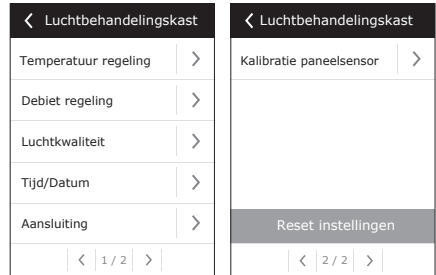 Luchtbehandelingskast
Temperatuur regeling
Debiet regeling
Luchtkwaliteit
Tijd/Datum
Aansluiting
1 / 2
Luchtbehandelingskast
Kalibratie paneelsensor
Reset instellingen
2 / 2